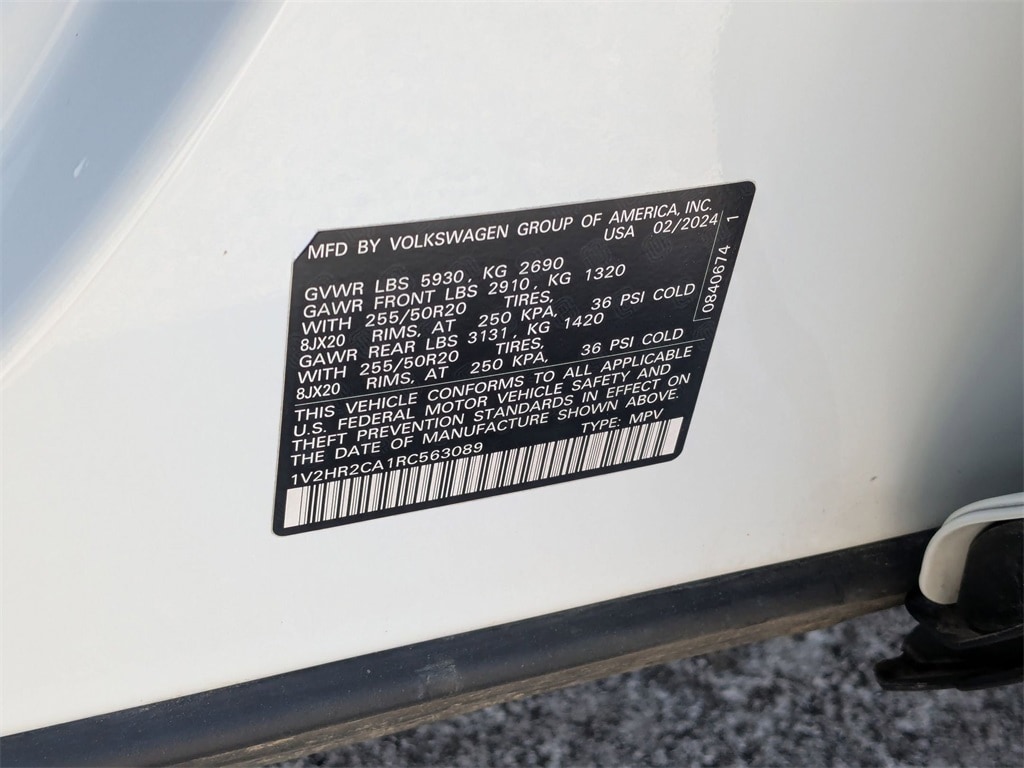 MFD BY VOLKSWAGEN GROUP OF AMERICA, INC.
USA 02/2024
GVWR LBS 5930, KG 2690
GAWR FRONT LBS 2910, KG 1320
WITH 255/50R20 TIRES,
8JX20 RIMS, AT 250 KPA, 36 PSI COLD
GAWR REAR LBS 3131, KG 1420
WITH 255/50R20 TIRES,
8JX20 RIMS, AT 250 KPA, 36 PSI COLD
THIS VEHICLE CONFORMS TO ALL APPLICABLE
U.S. FEDERAL MOTOR VEHICLE SAFETY AND
THEFT PREVENTION STANDARDS IN EFFECT ON
THE DATE OF MANUFACTURE SHOWN ABOVE.
1V2HR2CA1RC563089 TYPE: MPV
0840674 1